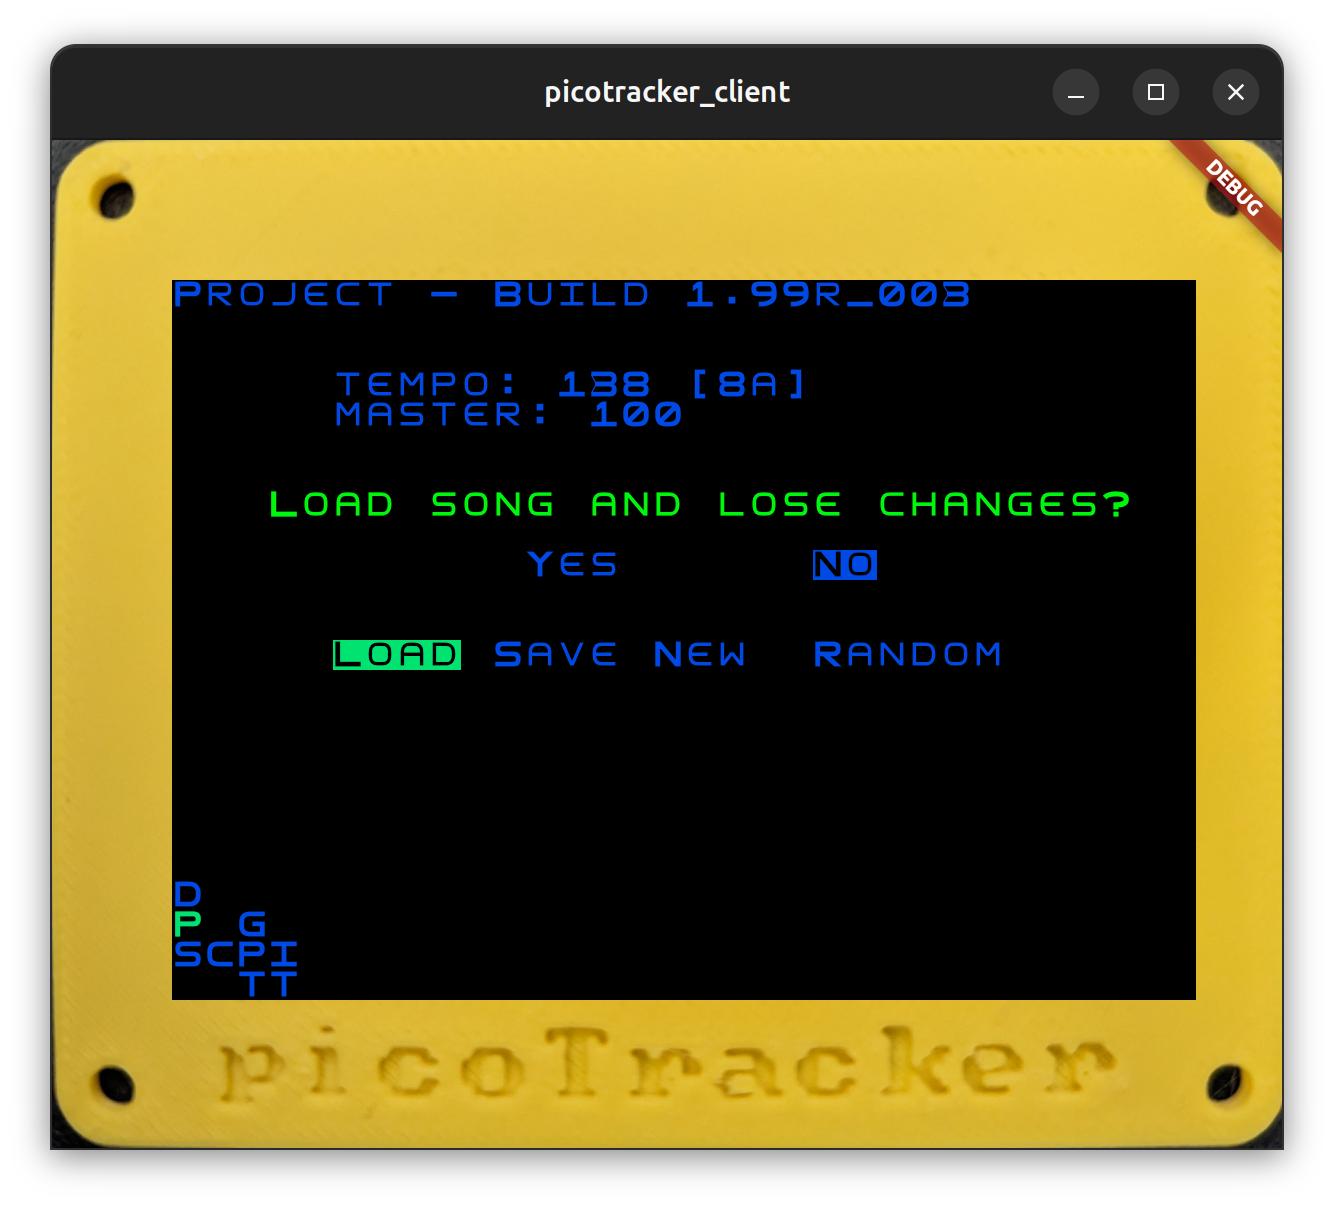 picotracker_client
DEBUG
Project - Build 1.99r_003
tempo: 138 [8a]
master: 100
Load song and lose changes?
Yes No
Load Save New Random
D
P G
SCPI
TT
picoTracker